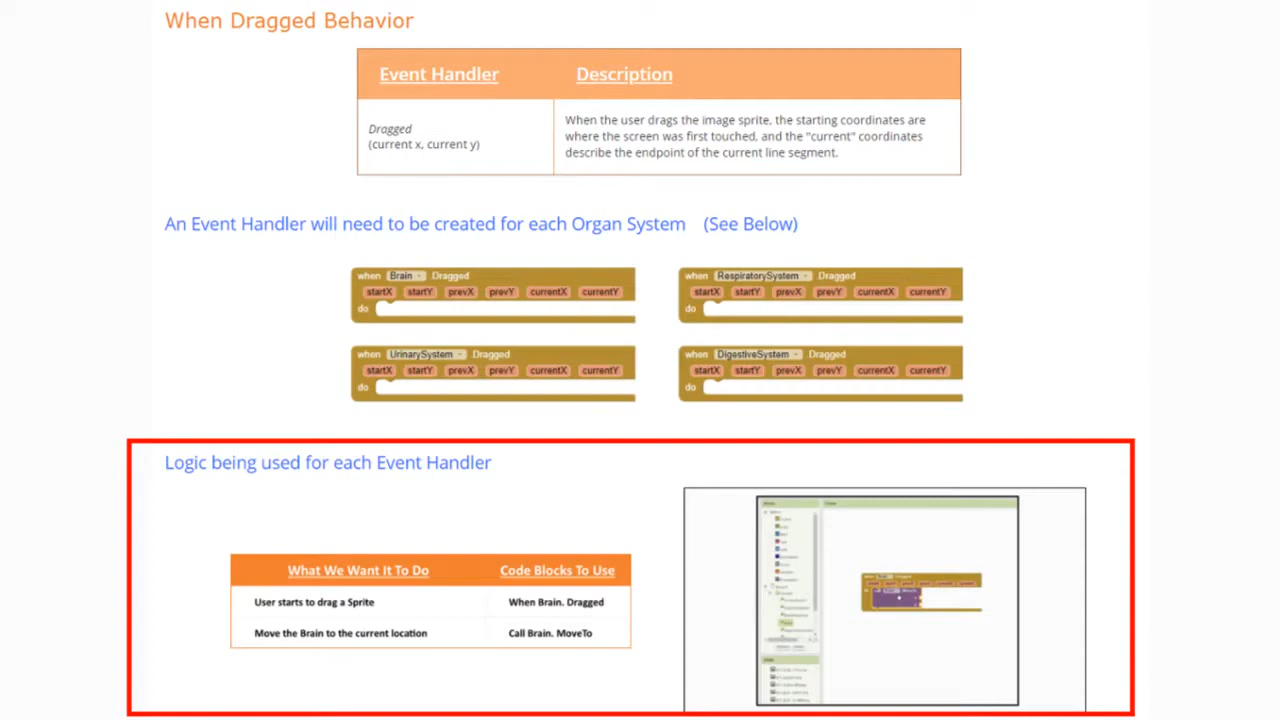 When Dragged Behavior
Event Handler Description
Dragged
(current x, current y)
When the user drags the image sprite, the starting coordinates are
where the screen was first touched, and the "current" coordinates
describe the endpoint of the current line segment.
An Event Handler will need to be created for each Organ System (See Below)
when Brain .Dragged
startX startY prevX prevY currentX currentY
do
when RespiratorySystem .Dragged
startX startY prevX prevY currentX currentY
do
when UrinarySystem .Dragged
startX startY prevX prevY currentX currentY
do
when DigestiveSystem .Dragged
startX startY prevX prevY currentX currentY
do
Logic being used for each Event Handler
What We Want It To Do Code Blocks To Use
User starts to drag a Sprite When Brain. Dragged
Move the Brain to the current location Call Brain. MoveTo